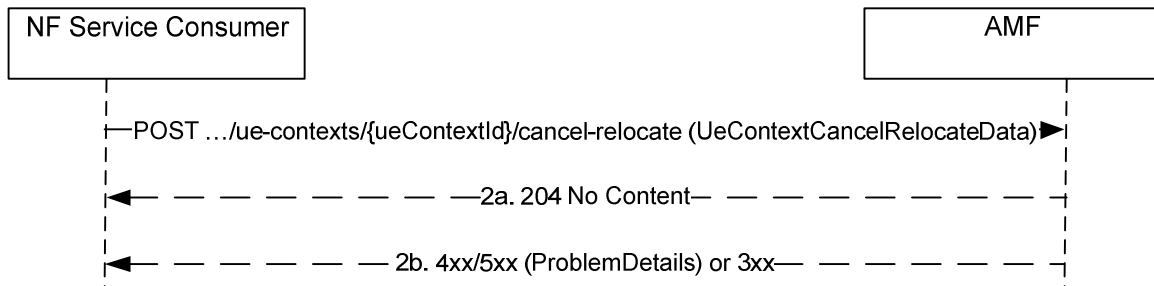 NF Service Consumer
AMF
POST …/ue-contexts/{ueContextId}/cancel-relocate (UeContextCancelRelocateData)
2a. 204 No Content
2b. 4xx/5xx (ProblemDetails) or 3xx